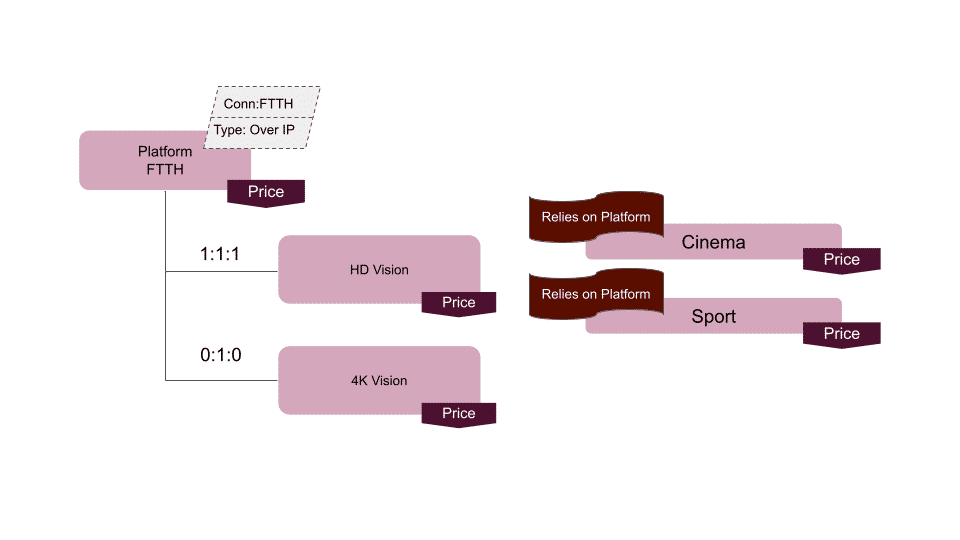 Conn:FTTH
Type: Over IP
Platform
FTTH
Price
1:1:1
HD Vision
Price
0:1:0
4K Vision
Price
Relies on Platform
Cinema
Price
Relies on Platform
Sport
Price